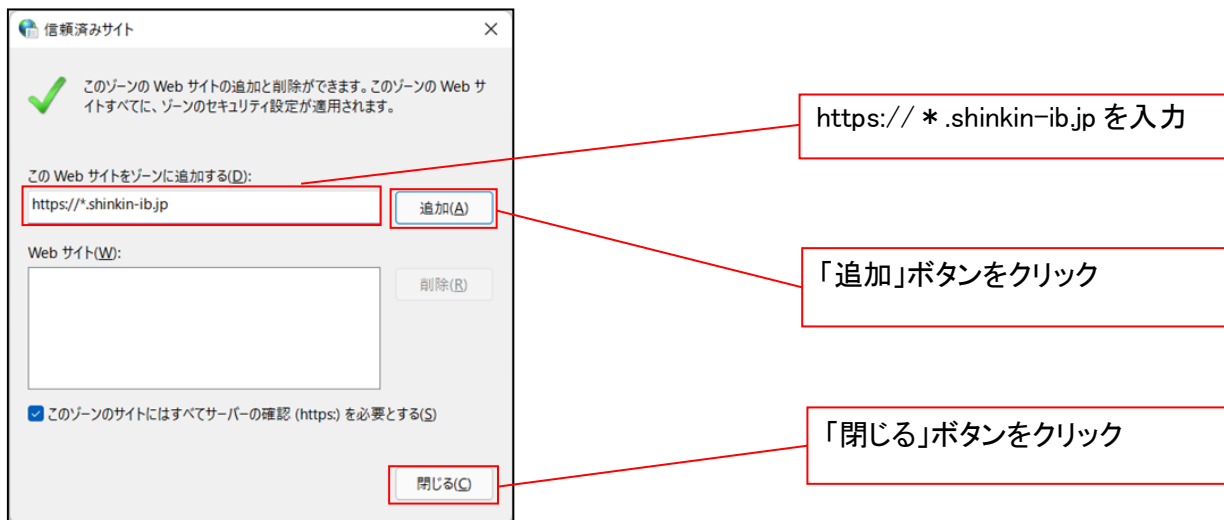 信頼済みサイト
このゾーンの Web サイトの追加と削除ができます。このゾーンの Web サ
イトすべてに、ゾーンのセキュリティ設定が適用されます。
https:// * .shinkin-ib.jp を入力
この Web サイトをゾーンに追加する(D):
https://*.shinkin-ib.jp
追加(A)
Web サイト(W):
「追加」ボタンをクリック
削除(R)
このゾーンのサイトにはすべてサーバーの確認 (https:) を必要とする(S)
「閉じる」ボタンをクリック
閉じる(C)